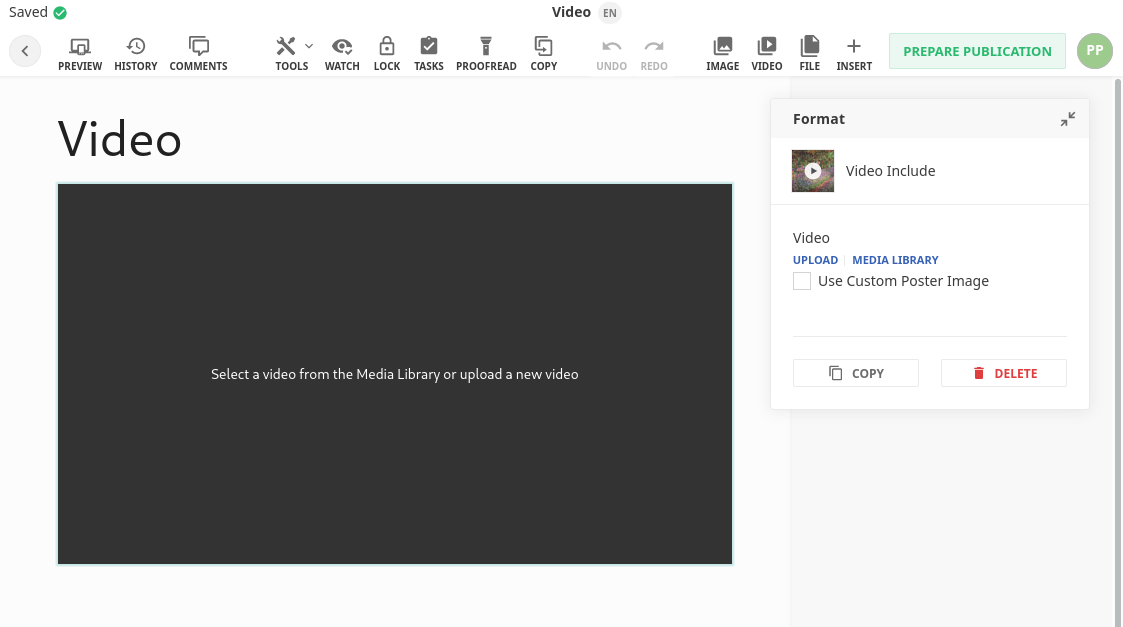 Saved
Video EN
PREVIEW HISTORY COMMENTS TOOLS WATCH LOCK TASKS PROOFREAD COPY UNDO REDO IMAGE VIDEO FILE INSERT PREPARE PUBLICATION PP
Video
Select a video from the Media Library or upload a new video
Format
Video Include
Video
UPLOAD MEDIA LIBRARY
Use Custom Poster Image
COPY DELETE